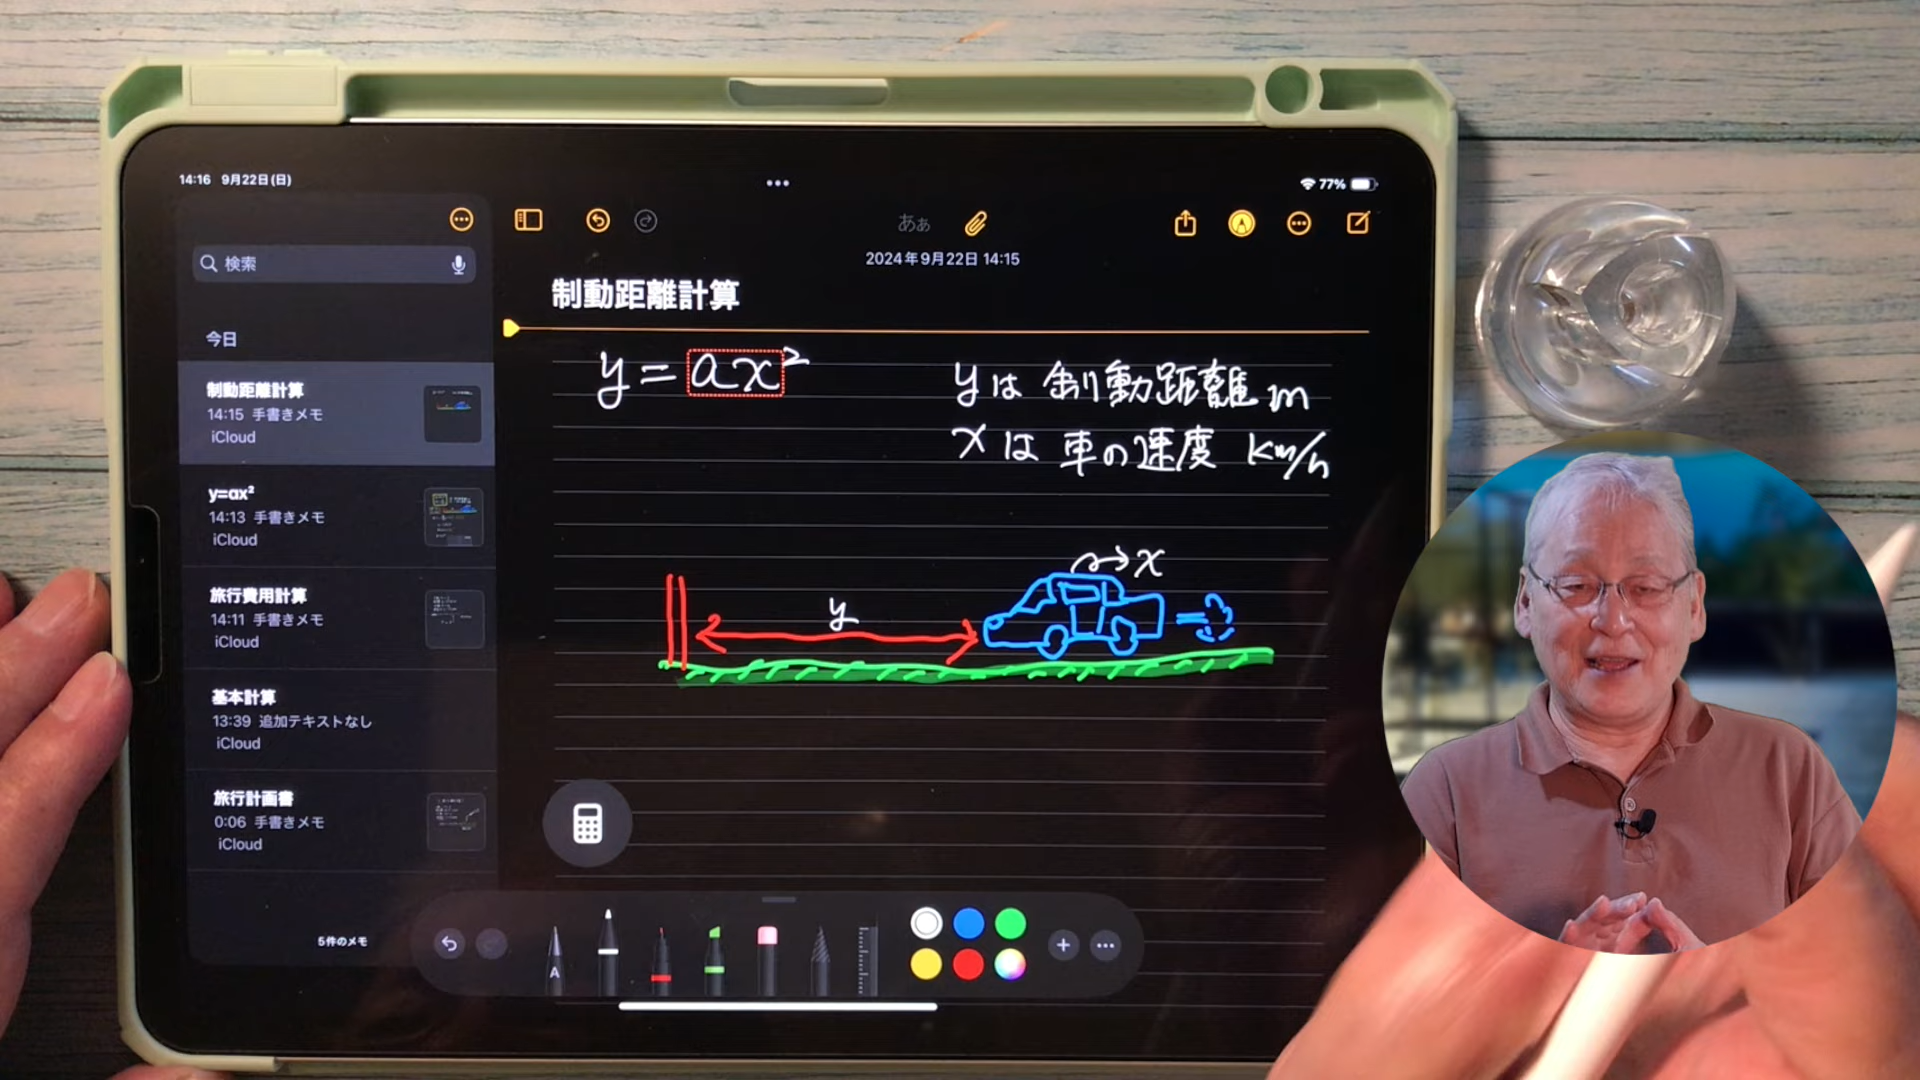 14:16 9月22日(日)
77%
検索
今日
制動距離計算
14:15 手書きメモ
iCloud
y=ax²
14:13 手書きメモ
iCloud
旅行費用計算
14:11 手書きメモ
iCloud
基本計算
13:39 追加テキストなし
iCloud
旅行計画書
0:06 手書きメモ
iCloud
5件のメモ
あぁ
2024年9月22日 14:15
制動距離計算
y = ax²
yは 制動距離 m
xは 車の速度 km/h
→x
y
A